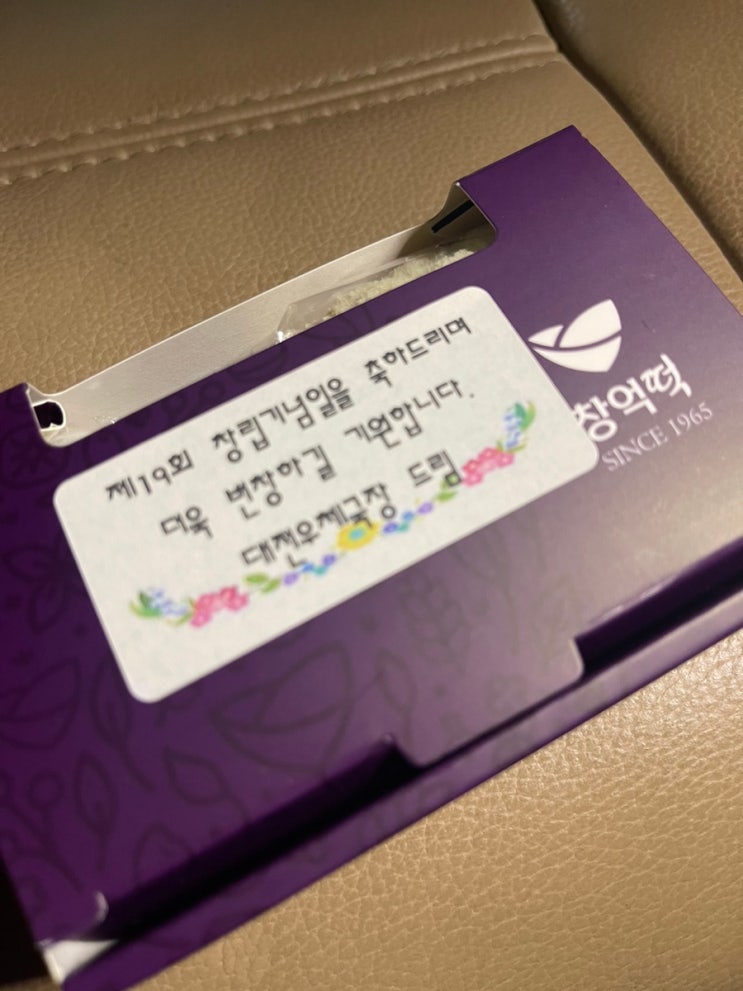 제19회 창립기념일을 축하드리며
더욱 번창하길 기원합니다.
대전우체국장 드림
창억떡
SINCE 1965